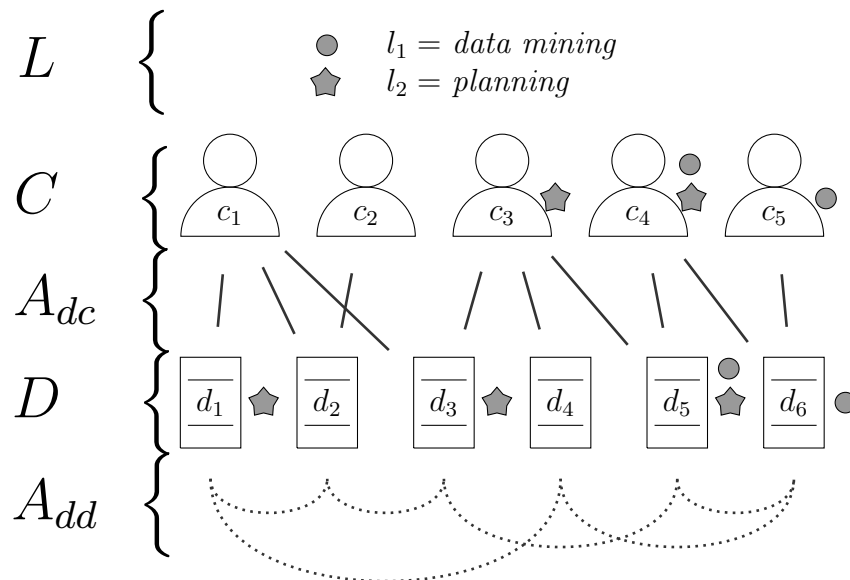 L
l₁ = data mining
l₂ = planning
C
c₁ c₂ c₃ c₄ c₅
A_dc
D
d₁ d₂ d₃ d₄ d₅ d₆
A_dd